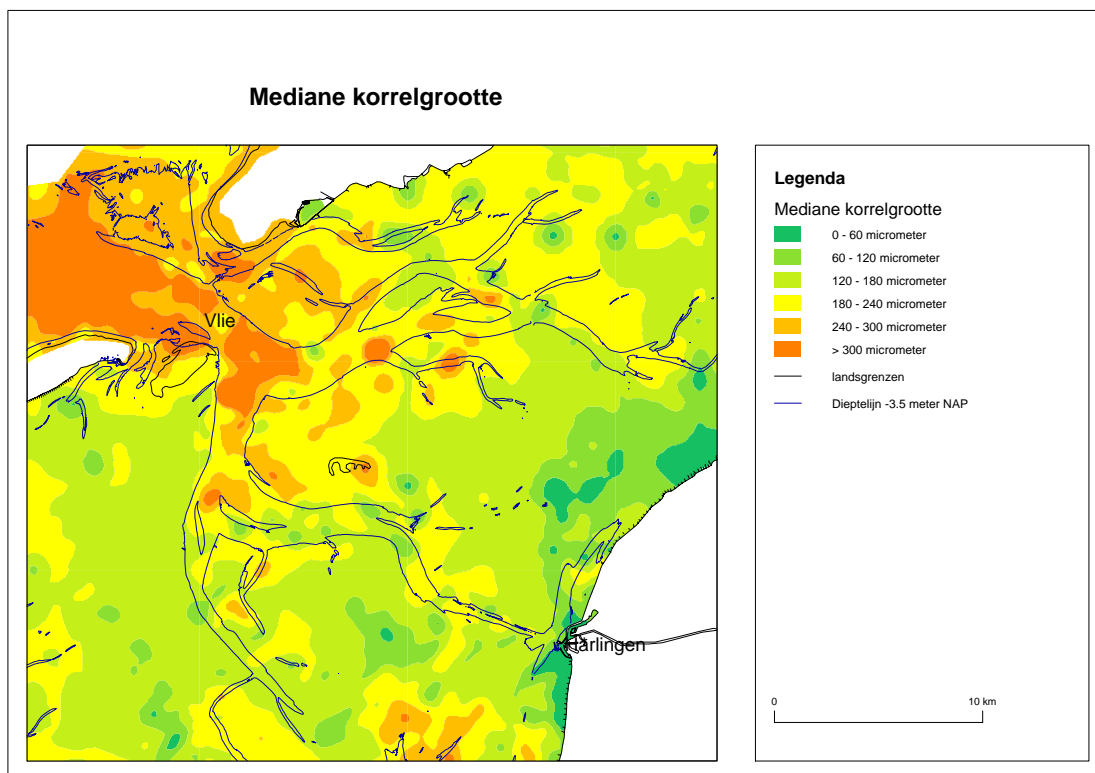 Mediane korrelgrootte
Vlie
Harlingen
Legenda
Mediane korrelgrootte
0 - 60 micrometer
60 - 120 micrometer
120 - 180 micrometer
180 - 240 micrometer
240 - 300 micrometer
> 300 micrometer
landsgrenzen
Dieptelijn -3.5 meter NAP
0 10 km